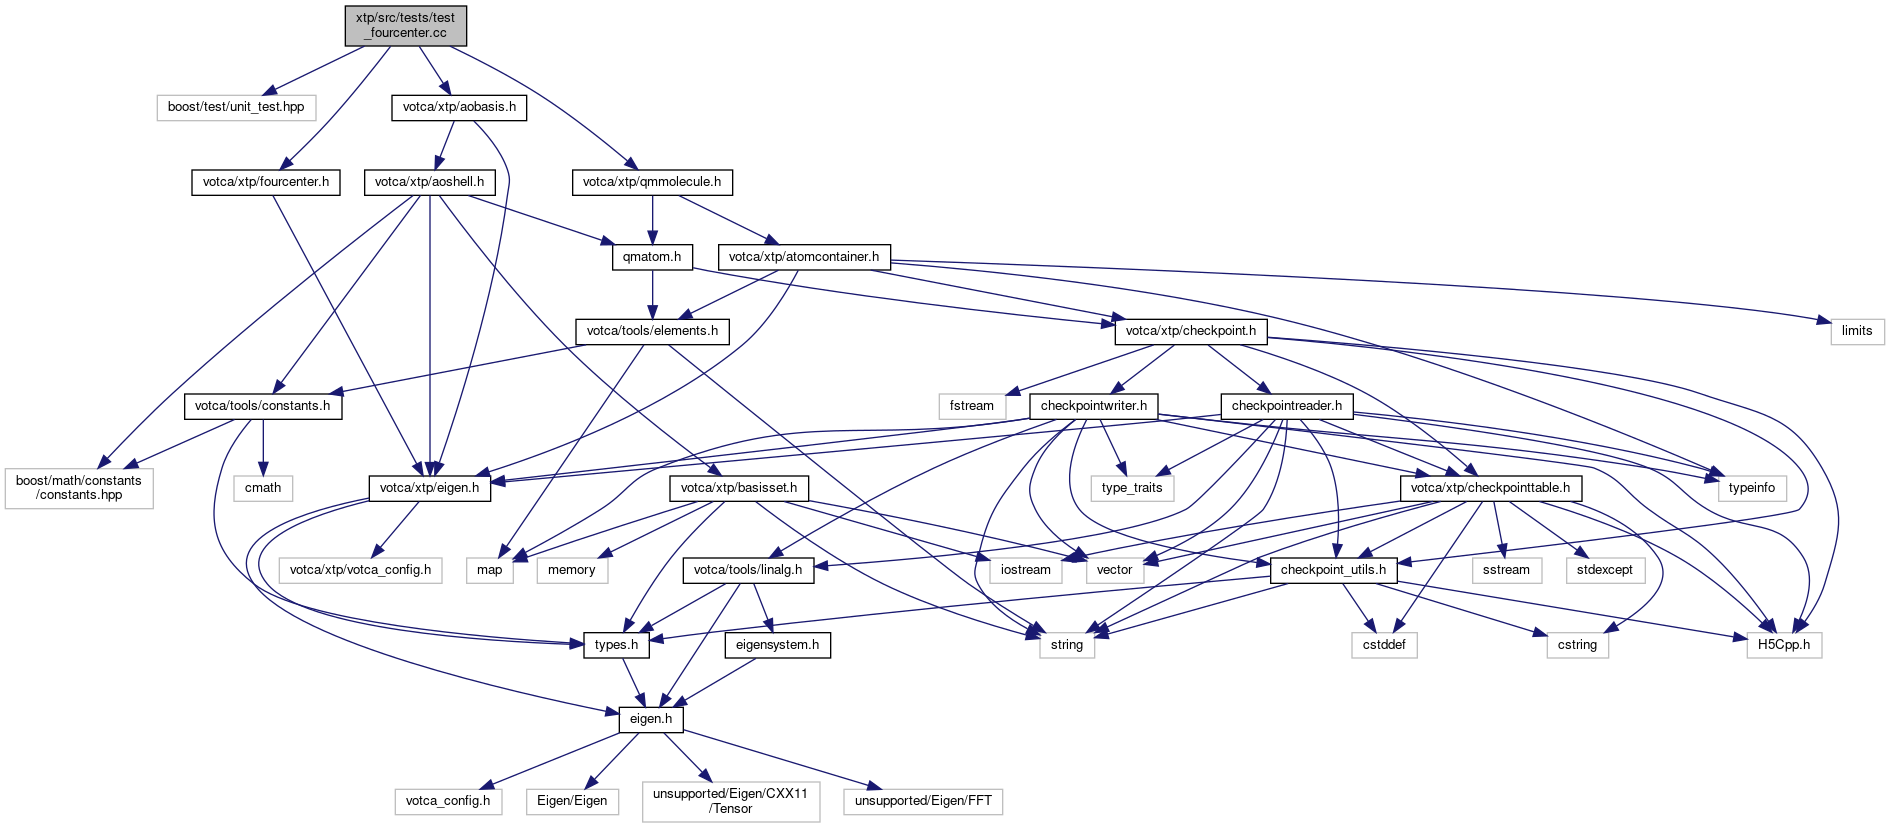 xtp/src/tests/test
_fourcenter.cc
boost/test/unit_test.hpp
votca/xtp/aobasis.h
votca/xtp/fourcenter.h
votca/xtp/aoshell.h
votca/xtp/qmmolecule.h
qmatom.h
votca/xtp/atomcontainer.h
votca/tools/elements.h
votca/xtp/checkpoint.h
limits
votca/tools/constants.h
fstream
checkpointwriter.h
checkpointreader.h
boost/math/constants
/constants.hpp
cmath
votca/xtp/eigen.h
votca/xtp/basisset.h
type_traits
votca/xtp/checkpointtable.h
typeinfo
votca/xtp/votca_config.h
map
memory
votca/tools/linalg.h
iostream
vector
checkpoint_utils.h
sstream
stdexcept
types.h
eigensystem.h
string
cstddef
cstring
H5Cpp.h
eigen.h
votca_config.h
Eigen/Eigen
unsupported/Eigen/CXX11
/Tensor
unsupported/Eigen/FFT